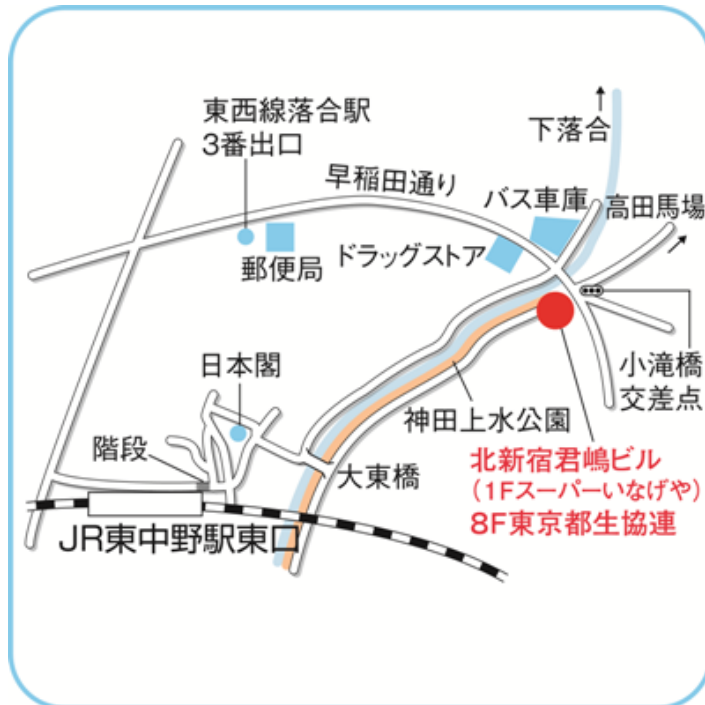 東西線落合駅
3番出口
下落合
早稲田通り
バス車庫
高田馬場
ドラッグストア
郵便局
小滝橋
交差点
日本閣
神田上水公園
階段
大東橋
北新宿君嶋ビル
(1Fスーパーいなげや)
8F東京都生協連
JR東中野駅東口